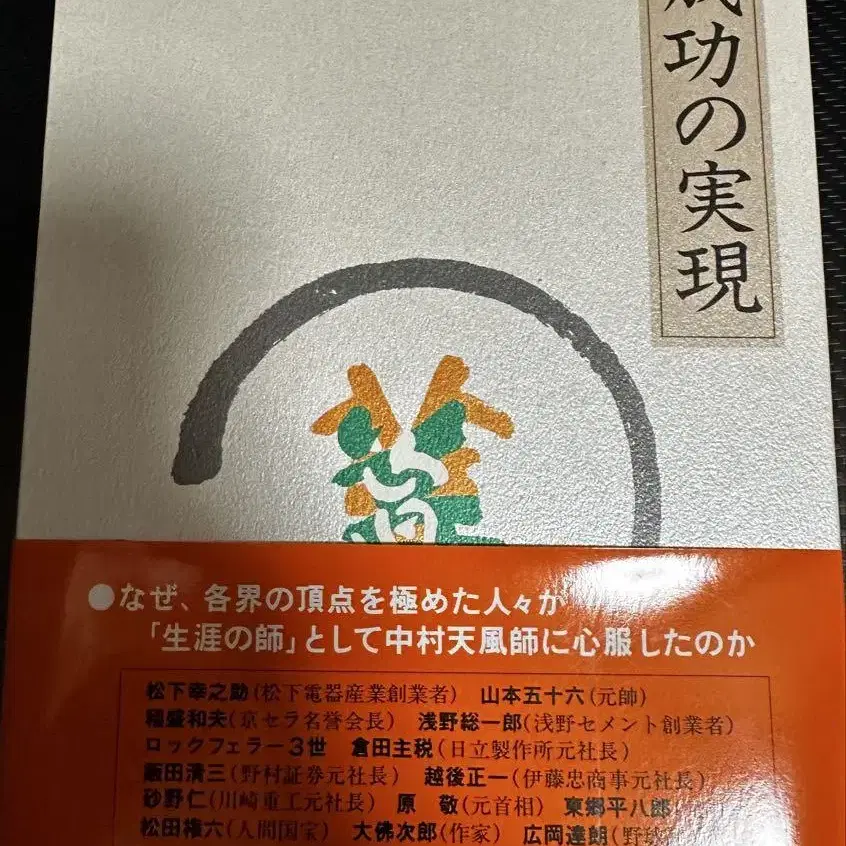 成功の実現
●なぜ、各界の頂点を極めた人々が
「生涯の師」として中村天風師に心服したのか
松下幸之助(松下電器産業創業者) 山本五十六(元帥)
稲盛和夫(京セラ名誉会長) 浅野総一郎(浅野セメント創業者)
ロックフェラー3世 倉田主税(日立製作所元社長)
飯田清三(野村証券元社長) 越後正一(伊藤忠商事元社長)
砂野仁(川崎重工元社長) 原 敬(元首相) 東郷平八郎
松田権六(人間国宝) 大佛次郎(作家) 広岡達朗(野球